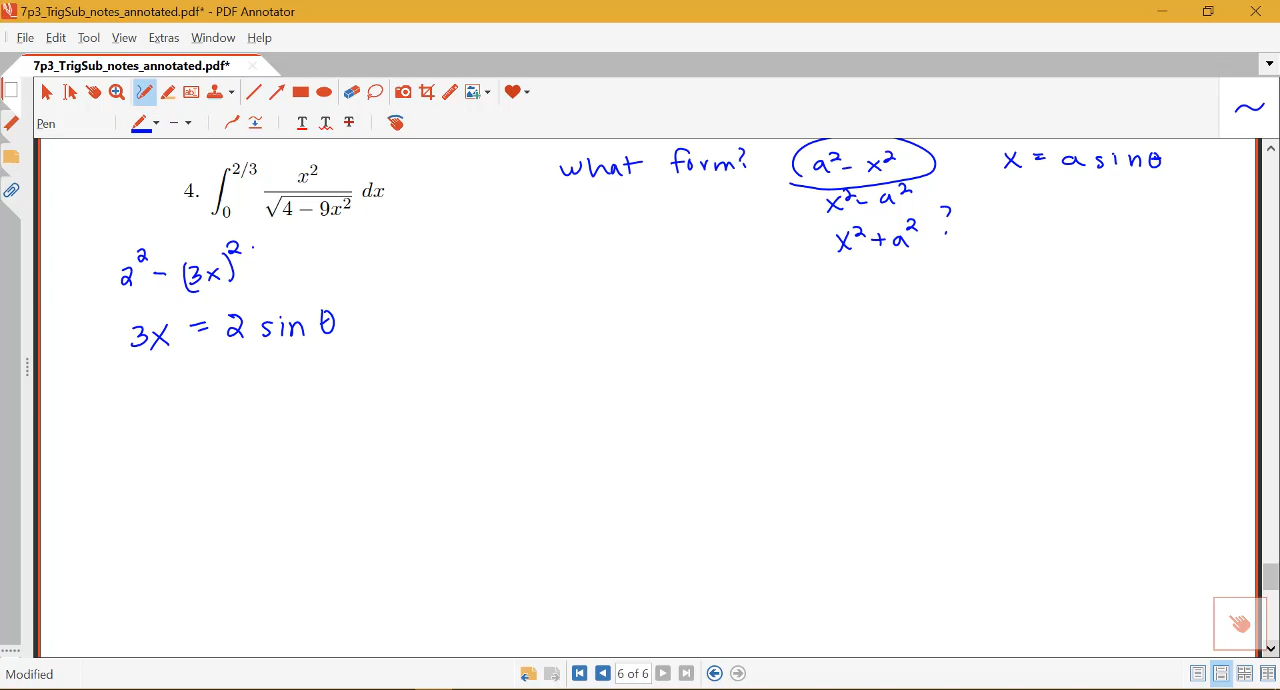 7p3_TrigSub_notes_annotated.pdf* - PDF Annotator
File Edit Tool View Extras Window Help
7p3_TrigSub_notes_annotated.pdf*
Pen
4. ∫_0^{2/3} x²/√(4 − 9x²) dx
what form? a² − x² x = a sin θ
x² − a²
x² + a² ?
2² − (3x)²
3x = 2 sin θ
Modified 6 of 6